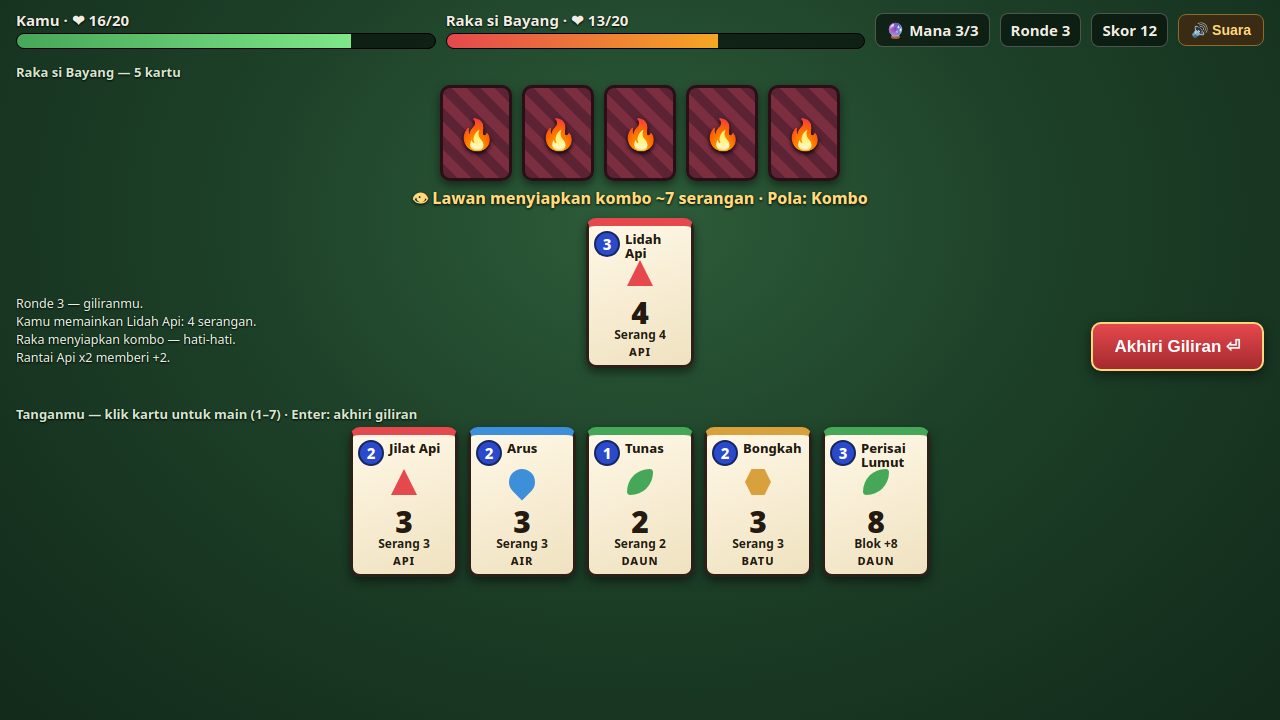 Kamu · ❤ 16/20
Raka si Bayang · ❤ 13/20
🔮 Mana 3/3
Ronde 3
Skor 12
🔊 Suara
Raka si Bayang — 5 kartu
👁 Lawan menyiapkan kombo ~7 serangan · Pola: Kombo
3
Lidah
Api
4
Serang 4
API
Ronde 3 — giliranmu.
Kamu memainkan Lidah Api: 4 serangan.
Raka menyiapkan kombo — hati-hati.
Rantai Api x2 memberi +2.
Akhiri Giliran ⏎
Tanganmu — klik kartu untuk main (1–7) · Enter: akhiri giliran
2
Jilat Api
3
Serang 3
API
2
Arus
3
Serang 3
AIR
1
Tunas
2
Serang 2
DAUN
2
Bongkah
3
Serang 3
BATU
3
Perisai
Lumut
8
Blok +8
DAUN